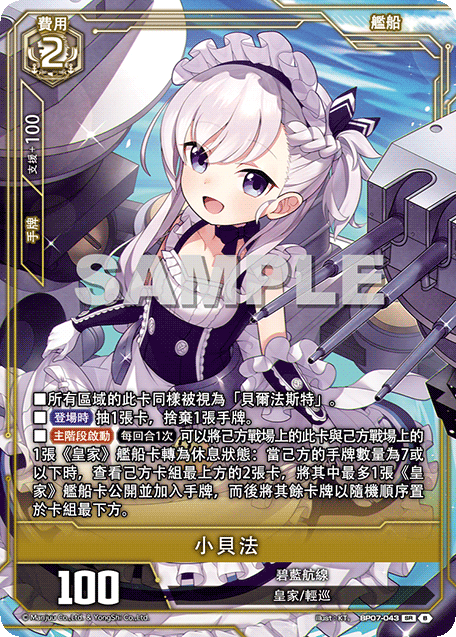 費用
2
艦船
支援+100
手牌
SAMPLE
■所有區域的此卡同樣被視為「貝爾法斯特」。
■登場時 抽1張卡，捨棄1張手牌。
■主階段啟動 每回合1次 可以將己方戰場上的此卡與己方戰場上的
1張《皇家》艦船卡轉為休息狀態：當己方的手牌數量為7或
以下時，查看己方卡組最上方的2張卡，將其中最多1張《皇
家》艦船卡公開並加入手牌，而後將其餘卡牌以隨機順序置
於卡組最下方。
小貝法
100
碧藍航線
皇家/輕巡
© Manjuu Co.,Ltd. & YongShi Co.,Ltd.
Illust: KT.
BP07-043 SR